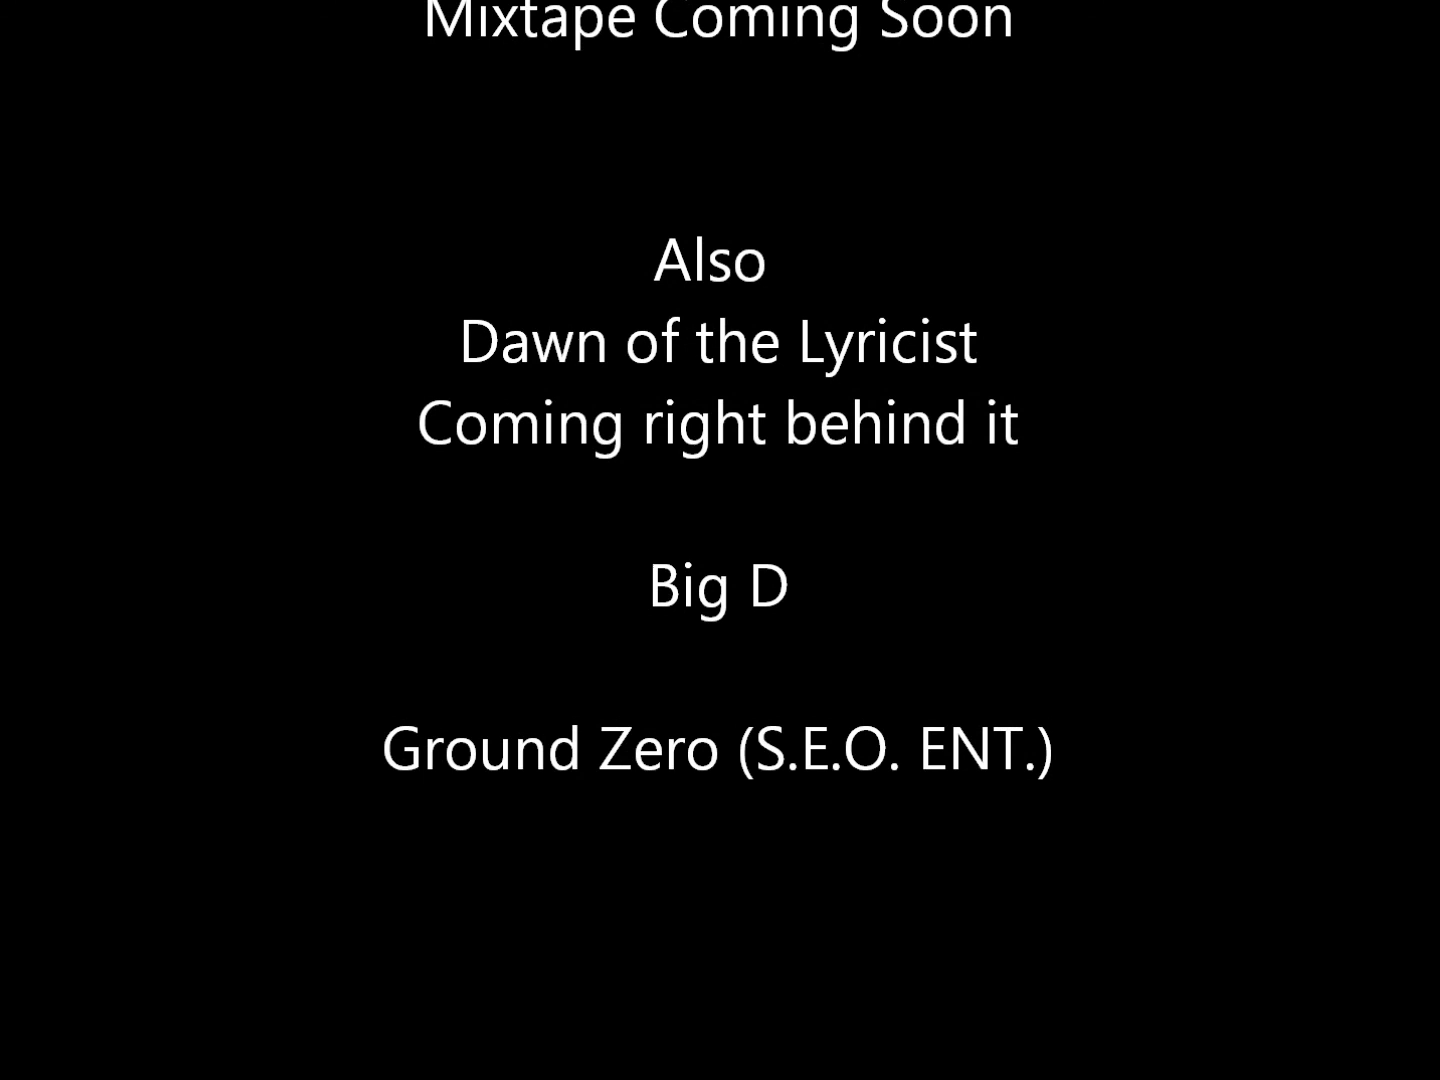 Mixtape Coming Soon
Also
Dawn of the Lyricist
Coming right behind it
Big D
Ground Zero (S.E.O. ENT.)